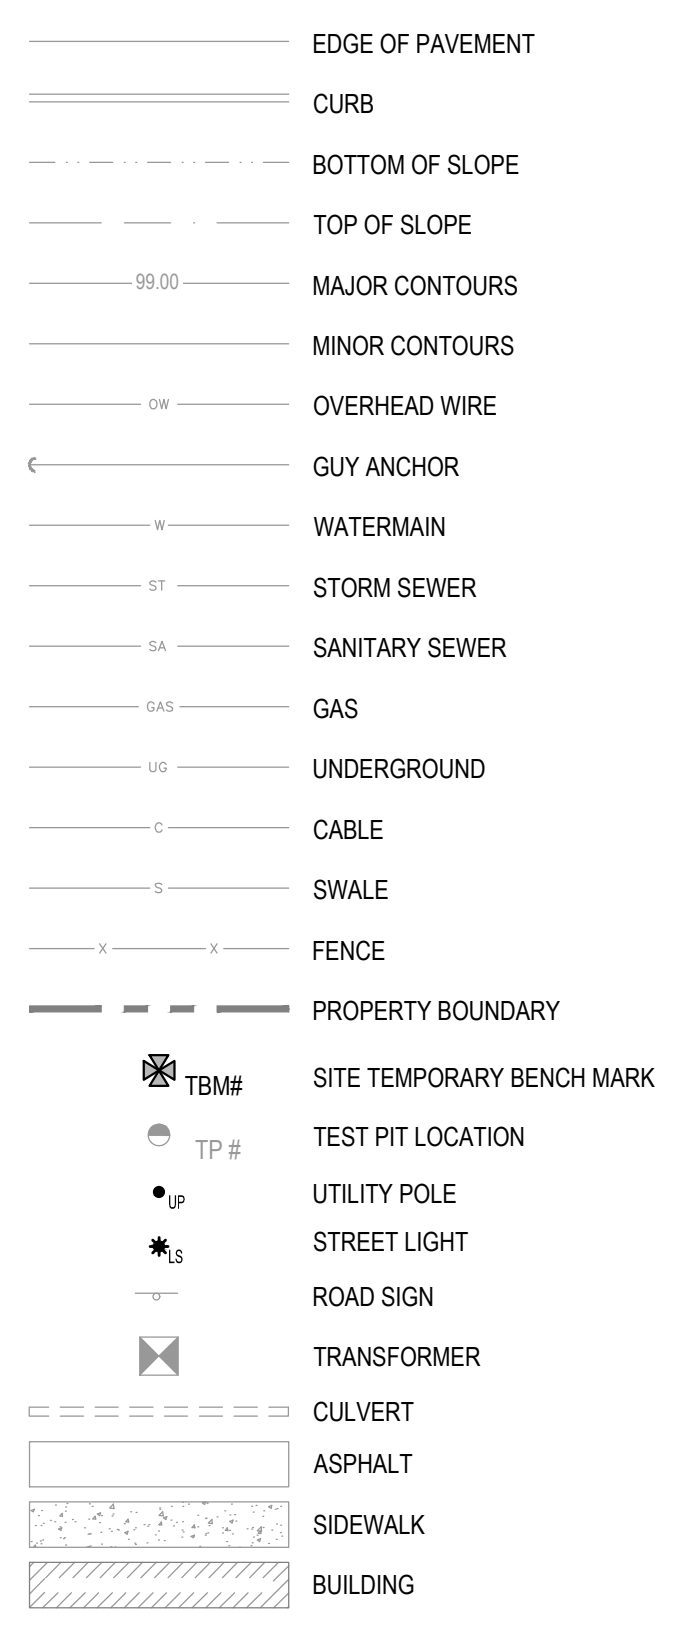 EDGE OF PAVEMENT
CURB
BOTTOM OF SLOPE
TOP OF SLOPE
99.00 MAJOR CONTOURS
MINOR CONTOURS
OW OVERHEAD WIRE
GUY ANCHOR
W WATERMAIN
ST STORM SEWER
SA SANITARY SEWER
GAS GAS
UG UNDERGROUND
C CABLE
S SWALE
X X FENCE
PROPERTY BOUNDARY
TBM# SITE TEMPORARY BENCH MARK
TP # TEST PIT LOCATION
UP UTILITY POLE
LS STREET LIGHT
ROAD SIGN
TRANSFORMER
CULVERT
ASPHALT
SIDEWALK
BUILDING